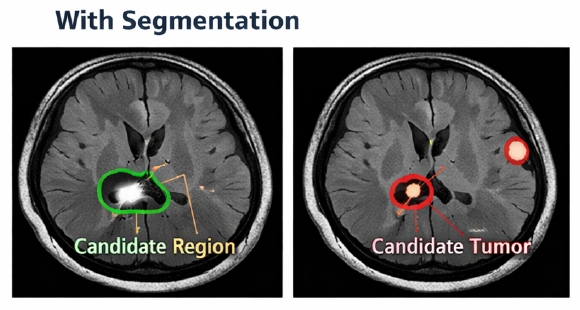 With Segmentation
Candidate Region
Candidate Tumor